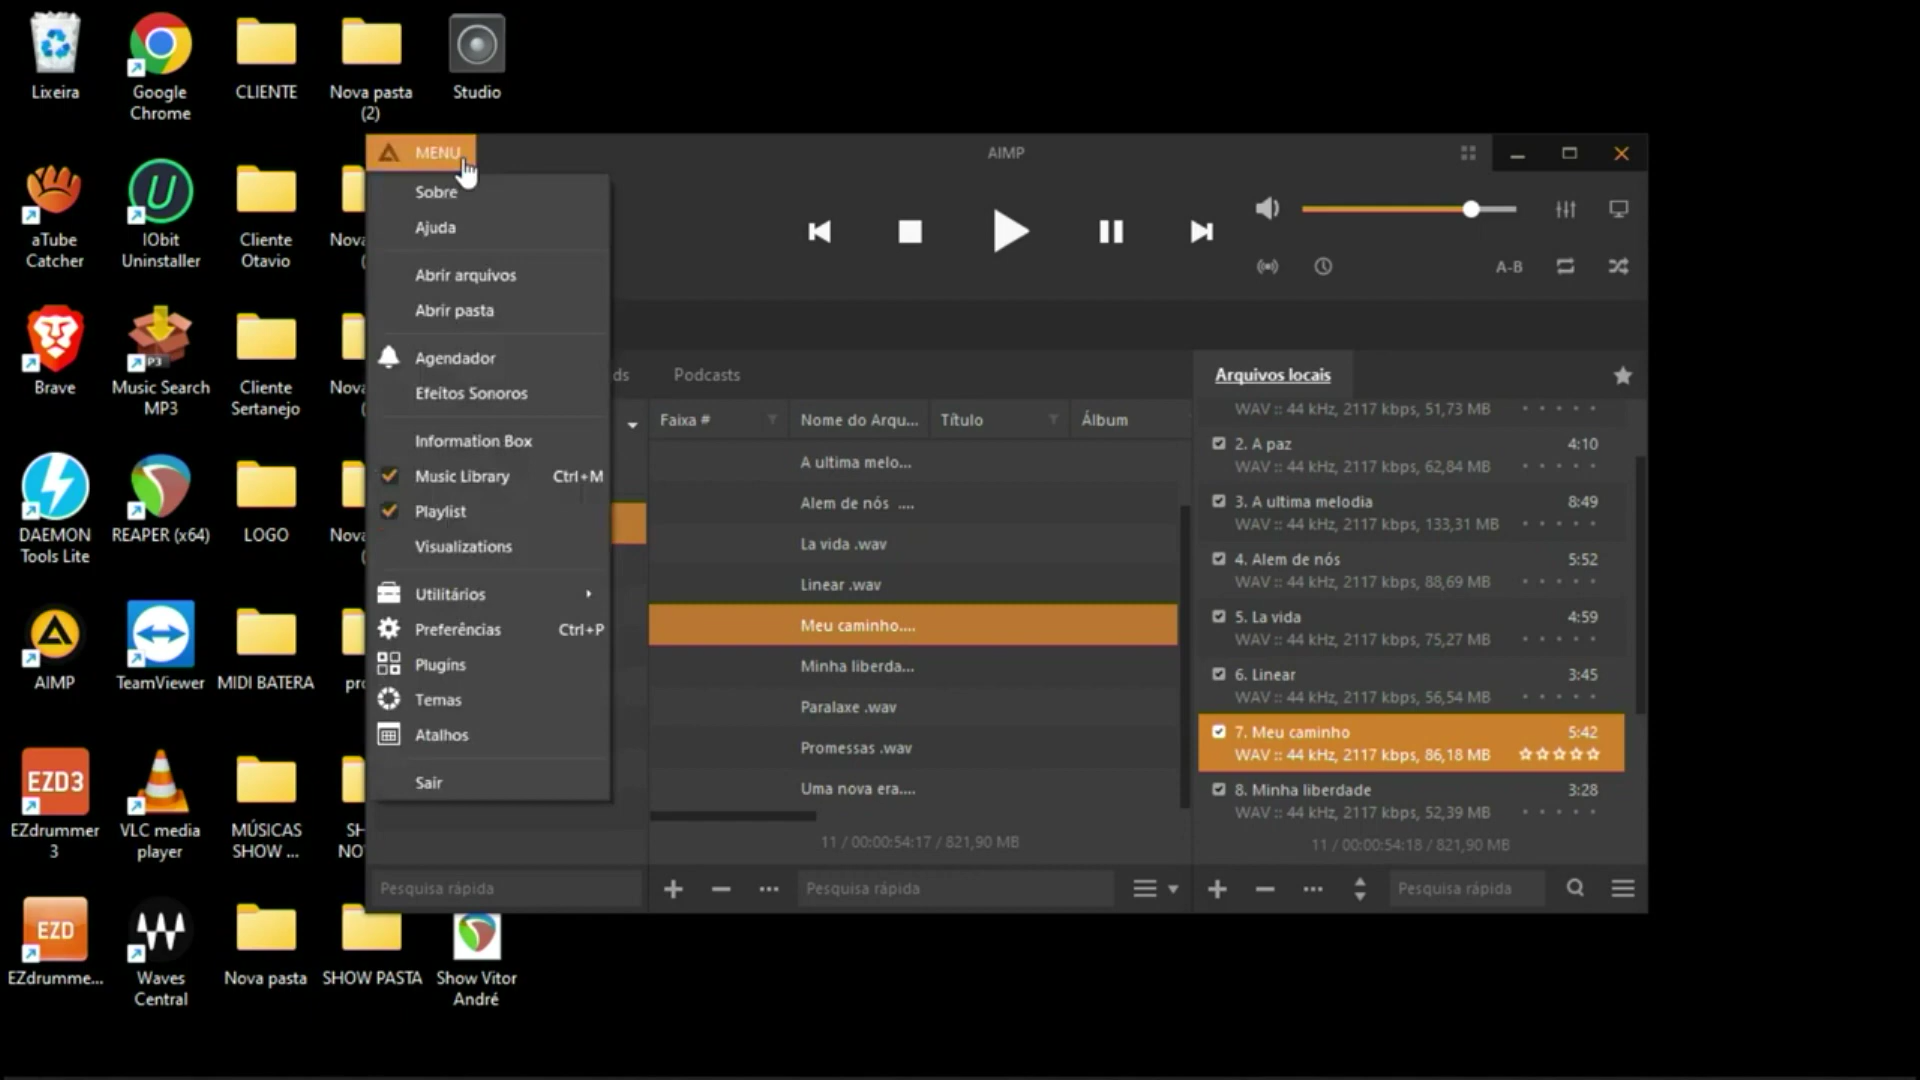 Lixeira
Google
Chrome
CLIENTE
Nova pasta
(2)
Studio
aTube
Catcher
IObit
Uninstaller
Cliente
Otavio
Nova
Brave
Music Search
MP3
P3
Cliente
Sertanejo
Nova
DAEMON
Tools Lite
REAPER (x64)
LOGO
Nova
AIMP
TeamViewer
MIDI BATERA
pro
EZD3
EZdrummer
3
VLC media
player
MÚSICAS
SHOW ...
SH
NO
EZD
EZdrumme...
Waves
Central
Nova pasta
SHOW PASTA
Show Vitor
André
MENU
AIMP
Sobre
Ajuda
Abrir arquivos
Abrir pasta
Agendador
Efeitos Sonoros
Information Box
Music Library Ctrl+M
Playlist
Visualizations
Utilitários
Preferências Ctrl+P
Plugins
Temas
Atalhos
Sair
A-B
ds
Podcasts
Faixa #
Nome do Arqu...
Título
Álbum
A ultima melo...
Alem de nós ....
La vida .wav
Linear .wav
Meu caminho....
Minha liberda...
Paralaxe .wav
Promessas .wav
Uma nova era....
11 / 00:00:54:17 / 821,90 MB
Pesquisa rápida
Pesquisa rápida
Arquivos locais
WAV :: 44 kHz, 2117 kbps, 51,73 MB
2. A paz 4:10
WAV :: 44 kHz, 2117 kbps, 62,84 MB
3. A ultima melodia 8:49
WAV :: 44 kHz, 2117 kbps, 133,31 MB
4. Alem de nós 5:52
WAV :: 44 kHz, 2117 kbps, 88,69 MB
5. La vida 4:59
WAV :: 44 kHz, 2117 kbps, 75,27 MB
6. Linear 3:45
WAV :: 44 kHz, 2117 kbps, 56,54 MB
7. Meu caminho 5:42
WAV :: 44 kHz, 2117 kbps, 86,18 MB
8. Minha liberdade 3:28
WAV :: 44 kHz, 2117 kbps, 52,39 MB
11 / 00:00:54:18 / 821,90 MB
Pesquisa rápida